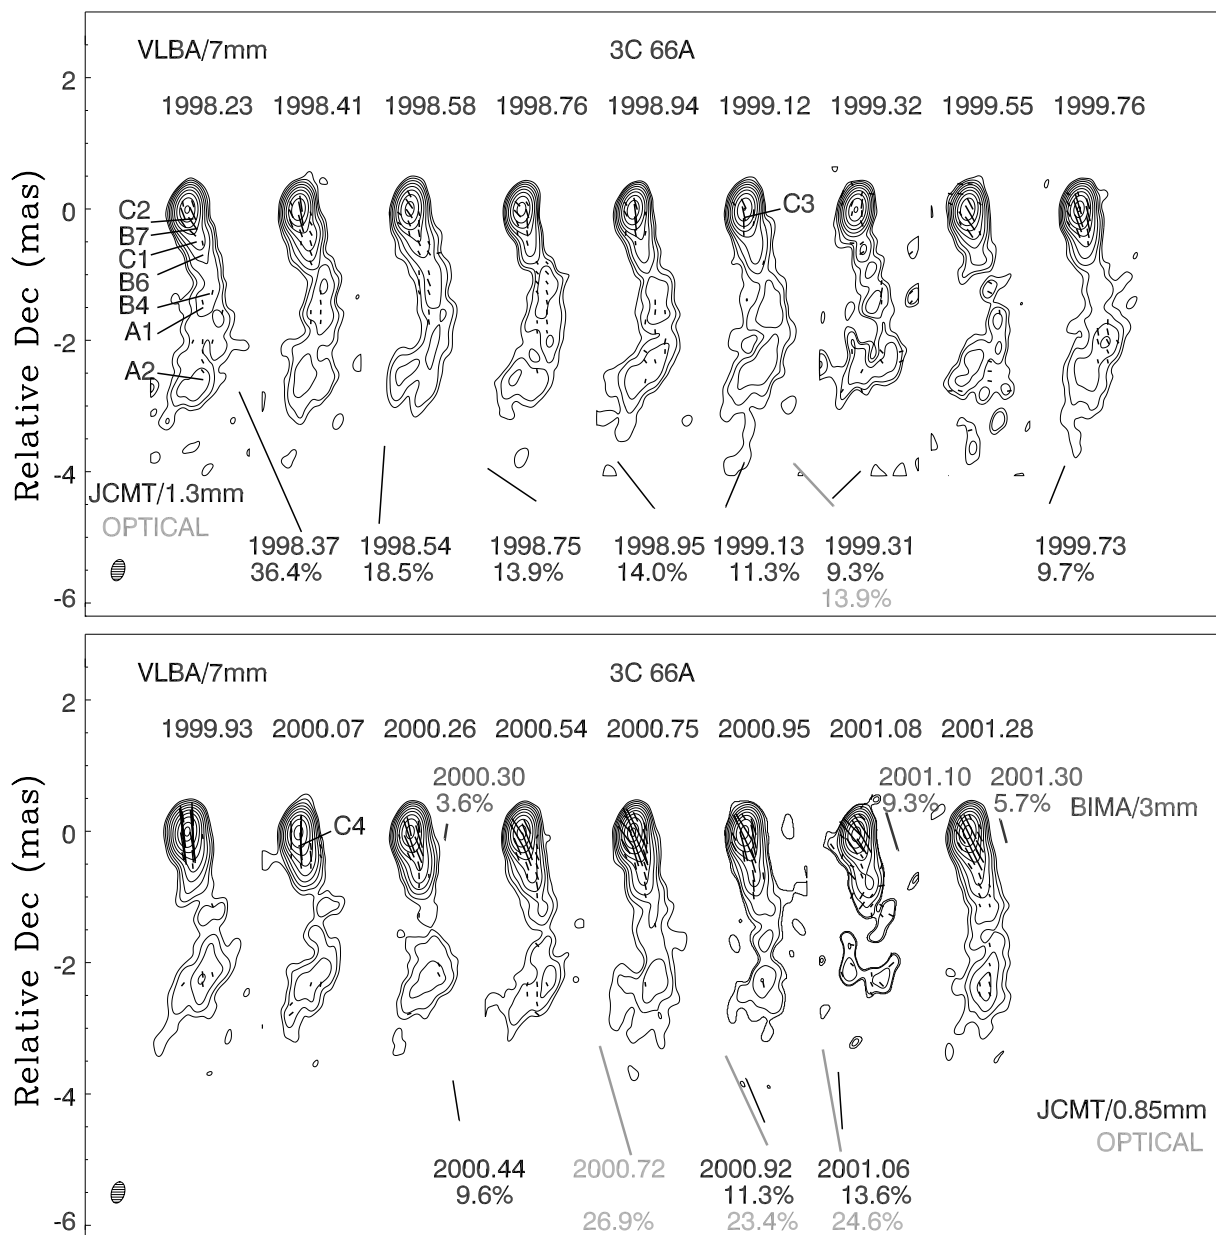 VLBA/7mm 3C 66A
1998.23 1998.41 1998.58 1998.76 1998.94 1999.12 1999.32 1999.55 1999.76
2
0
-2
-4
-6
Relative Dec (mas)
C2
B7
C1
B6
B4
A1
A2
C3
JCMT/1.3mm
OPTICAL
1998.37 1998.54 1998.75 1998.95 1999.13 1999.31 1999.73
36.4% 18.5% 13.9% 14.0% 11.3% 9.3% 9.7%
13.9%
VLBA/7mm 3C 66A
1999.93 2000.07 2000.26 2000.54 2000.75 2000.95 2001.08 2001.28
2000.30 2001.10 2001.30
3.6% 9.3% 5.7% BIMA/3mm
2
0
-2
-4
-6
Relative Dec (mas)
C4
JCMT/0.85mm
OPTICAL
2000.44 2000.72 2000.92 2001.06
9.6% 11.3% 13.6%
26.9% 23.4% 24.6%